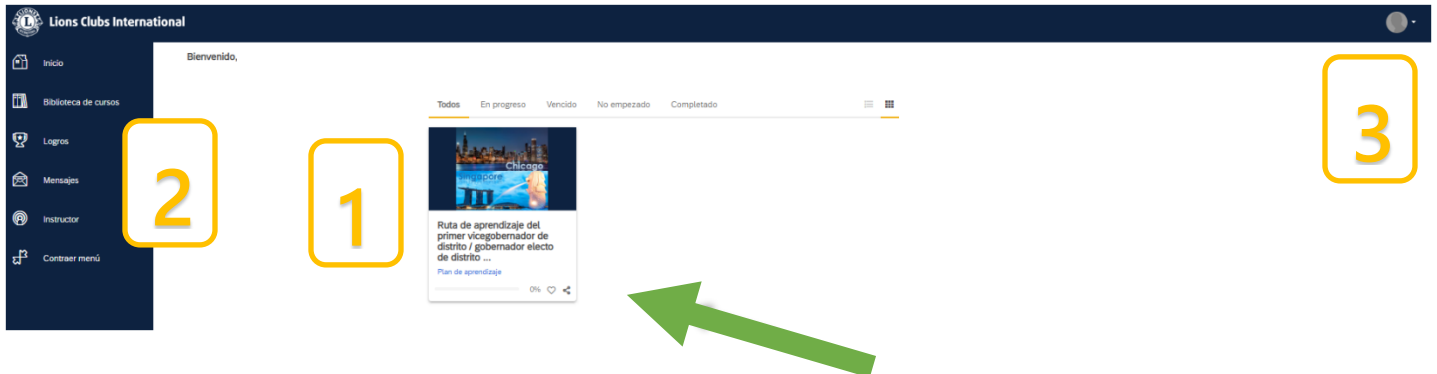 Lions Clubs International
Bienvenido,
Inicio
Biblioteca de cursos
Logros
Mensajes
Instructor
Contraer menú
2
1
Todos En progreso Vencido No empezado Completado
Chicago
Singapore
Ruta de aprendizaje del
primer vicegobernador de
distrito / gobernador electo
de distrito ...
Plan de aprendizaje
0%
3